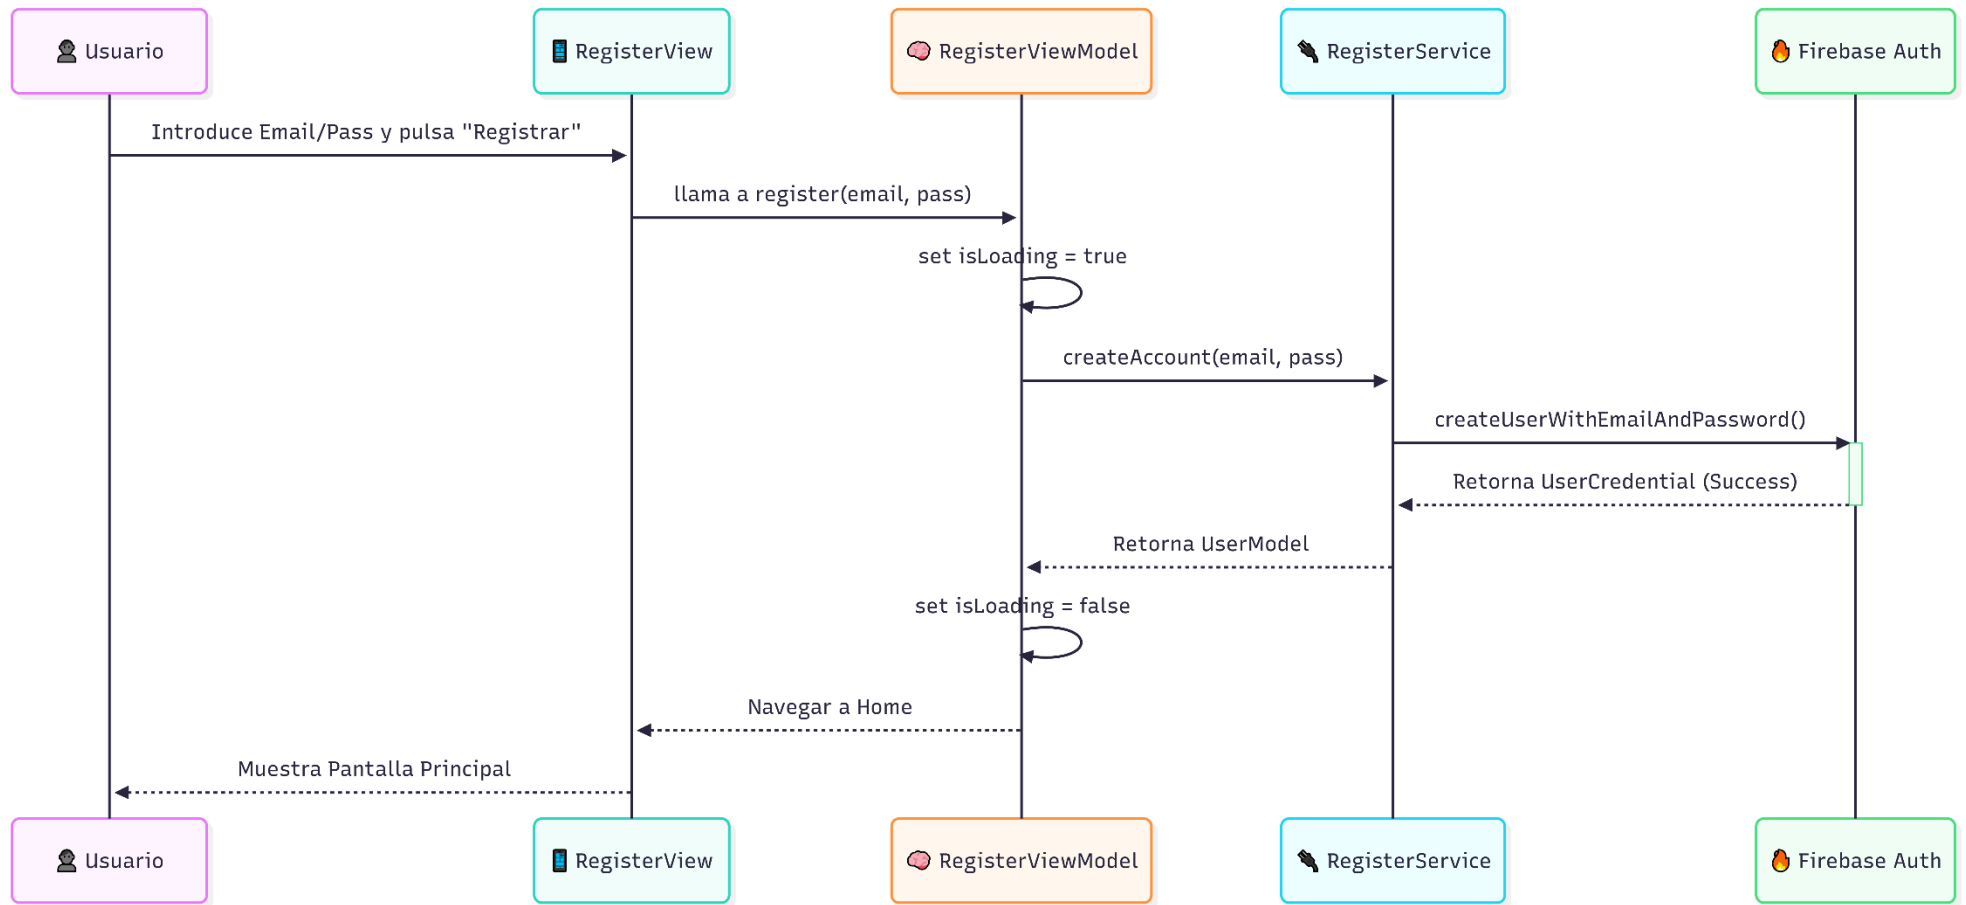 Usuario
RegisterView
RegisterViewModel
RegisterService
Firebase Auth
Introduce Email/Pass y pulsa "Registrar"
llama a register(email, pass)
set isLoading = true
createAccount(email, pass)
createUserWithEmailAndPassword()
Retorna UserCredential (Success)
Retorna UserModel
set isLoading = false
Navegar a Home
Muestra Pantalla Principal
Usuario
RegisterView
RegisterViewModel
RegisterService
Firebase Auth